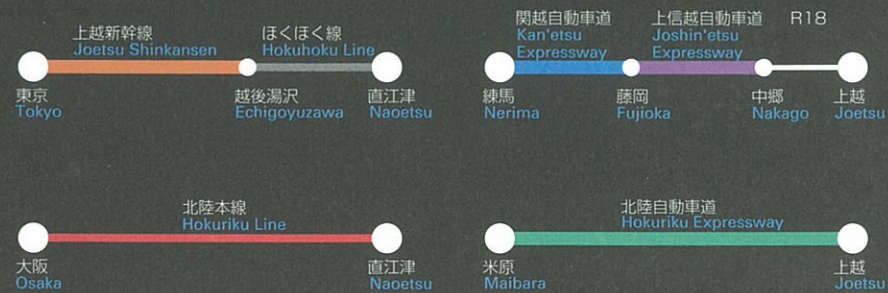 上越新幹線
Joetsu Shinkansen
ほくほく線
Hokuhoku Line
東京
Tokyo
越後湯沢
Echigoyuzawa
直江津
Naoetsu
関越自動車道
Kan'etsu
Expressway
上信越自動車道
Joshin'etsu
Expressway
R18
練馬
Nerima
藤岡
Fujioka
中郷
Nakago
上越
Joetsu
北陸本線
Hokuriku Line
大阪
Osaka
直江津
Naoetsu
北陸自動車道
Hokuriku Expressway
米原
Maibara
上越
Joetsu